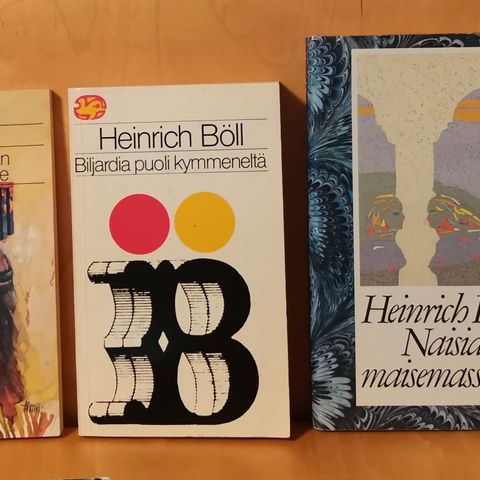 n
e
Heinrich Böll
Biljardia puoli kymmeneltä
B
Heinrich
Naisia
maisemass